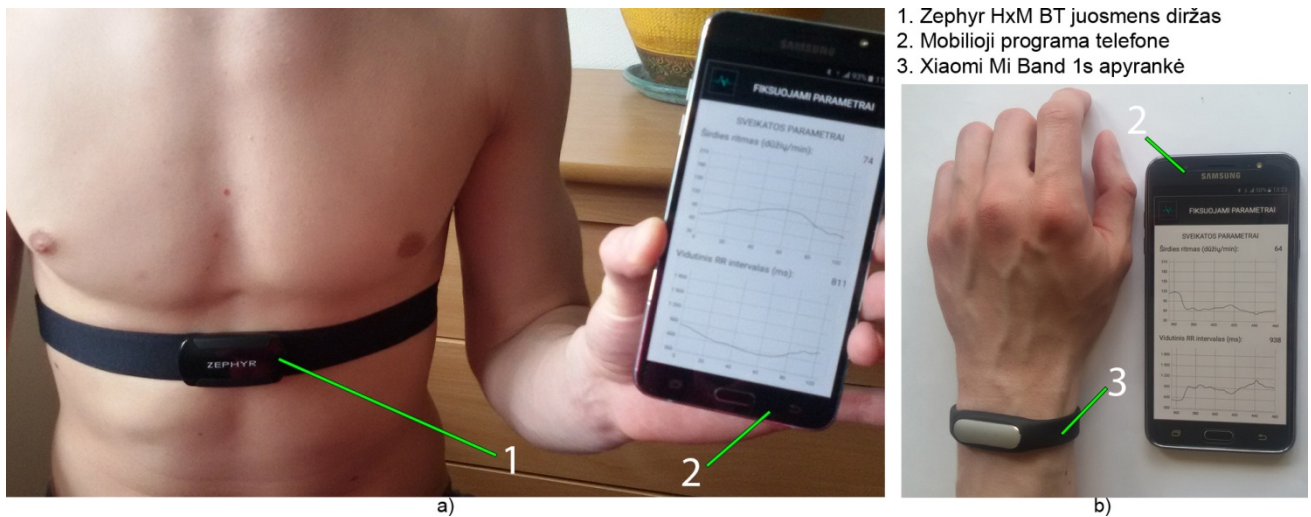 1. Zephyr HxM BT juosmens diržas
2. Mobilioji programa telefone
3. Xiaomi Mi Band 1s apyrankė
SAMSUNG
FIKSUOJAMI PARAMETRAI
SVEIKATOS PARAMETRAI
Širdies ritmas (dūžių/min): 74
Vidutinis RR intervalas (ms): 811
ZEPHYR
1
2
a)
2
SAMSUNG
FIKSUOJAMI PARAMETRAI
SVEIKATOS PARAMETRAI
Širdies ritmas (dūžių/min): 64
Vidutinis RR intervalas (ms): 938
3
b)